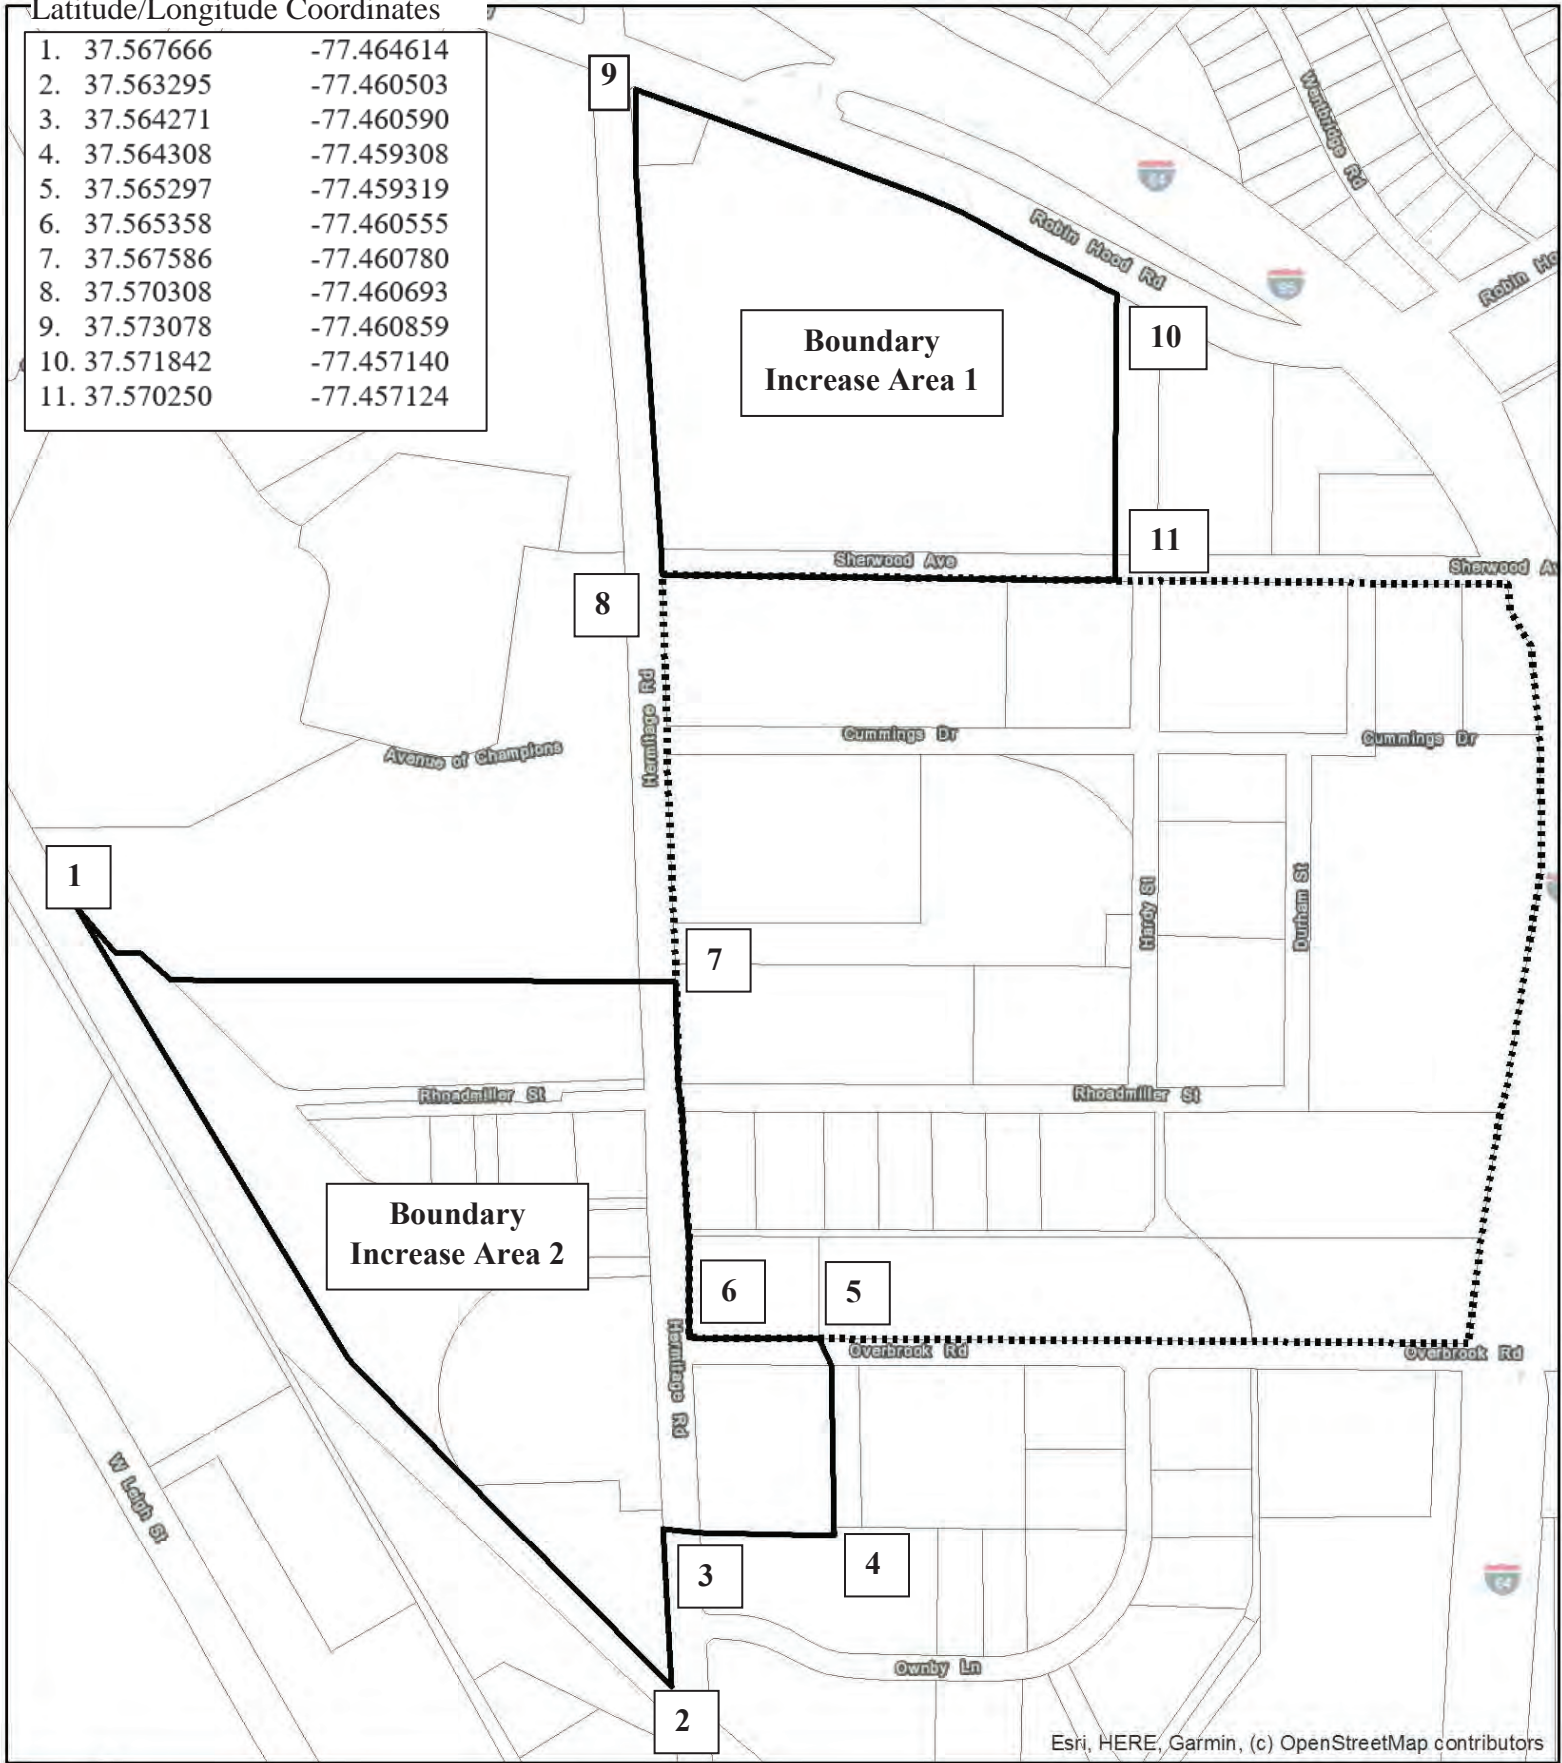 Latitude/Longitude Coordinates
1. 37.567666 -77.464614
2. 37.563295 -77.460503
3. 37.564271 -77.460590
4. 37.564308 -77.459308
5. 37.565297 -77.459319
6. 37.565358 -77.460555
7. 37.567586 -77.460780
8. 37.570308 -77.460693
9. 37.573078 -77.460859
10. 37.571842 -77.457140
11. 37.570250 -77.457124
9
Wentbridge Rd
64
Robin Hood Rd
95
Robin Ho
10
Boundary
Increase Area 1
11
Sherwood Ave
Sherwood Av
8
Hermitage Rd
Cummings Dr
Cummings Dr
Avenue of Champions
1
Hardy St
Durham St
7
Rhoadmiller St
Rhoadmiller St
Boundary
Increase Area 2
6
5
Hermitage Rd
Overbrook Rd
Overbrook Rd
W Leigh St
3
4
64
Ownby Ln
2
Esri, HERE, Garmin, (c) OpenStreetMap contributors